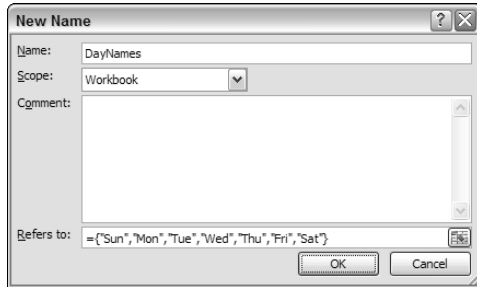 New Name
Name: DayNames
Scope: Workbook
Comment:
Refers to: ={"Sun","Mon","Tue","Wed","Thu","Fri","Sat"}
OK Cancel